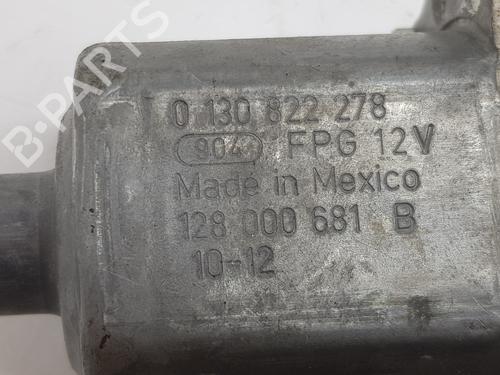 0 130 822 278
904 FPG 12V
Made in Mexico
128 000 681 B
10-12
B-Parts